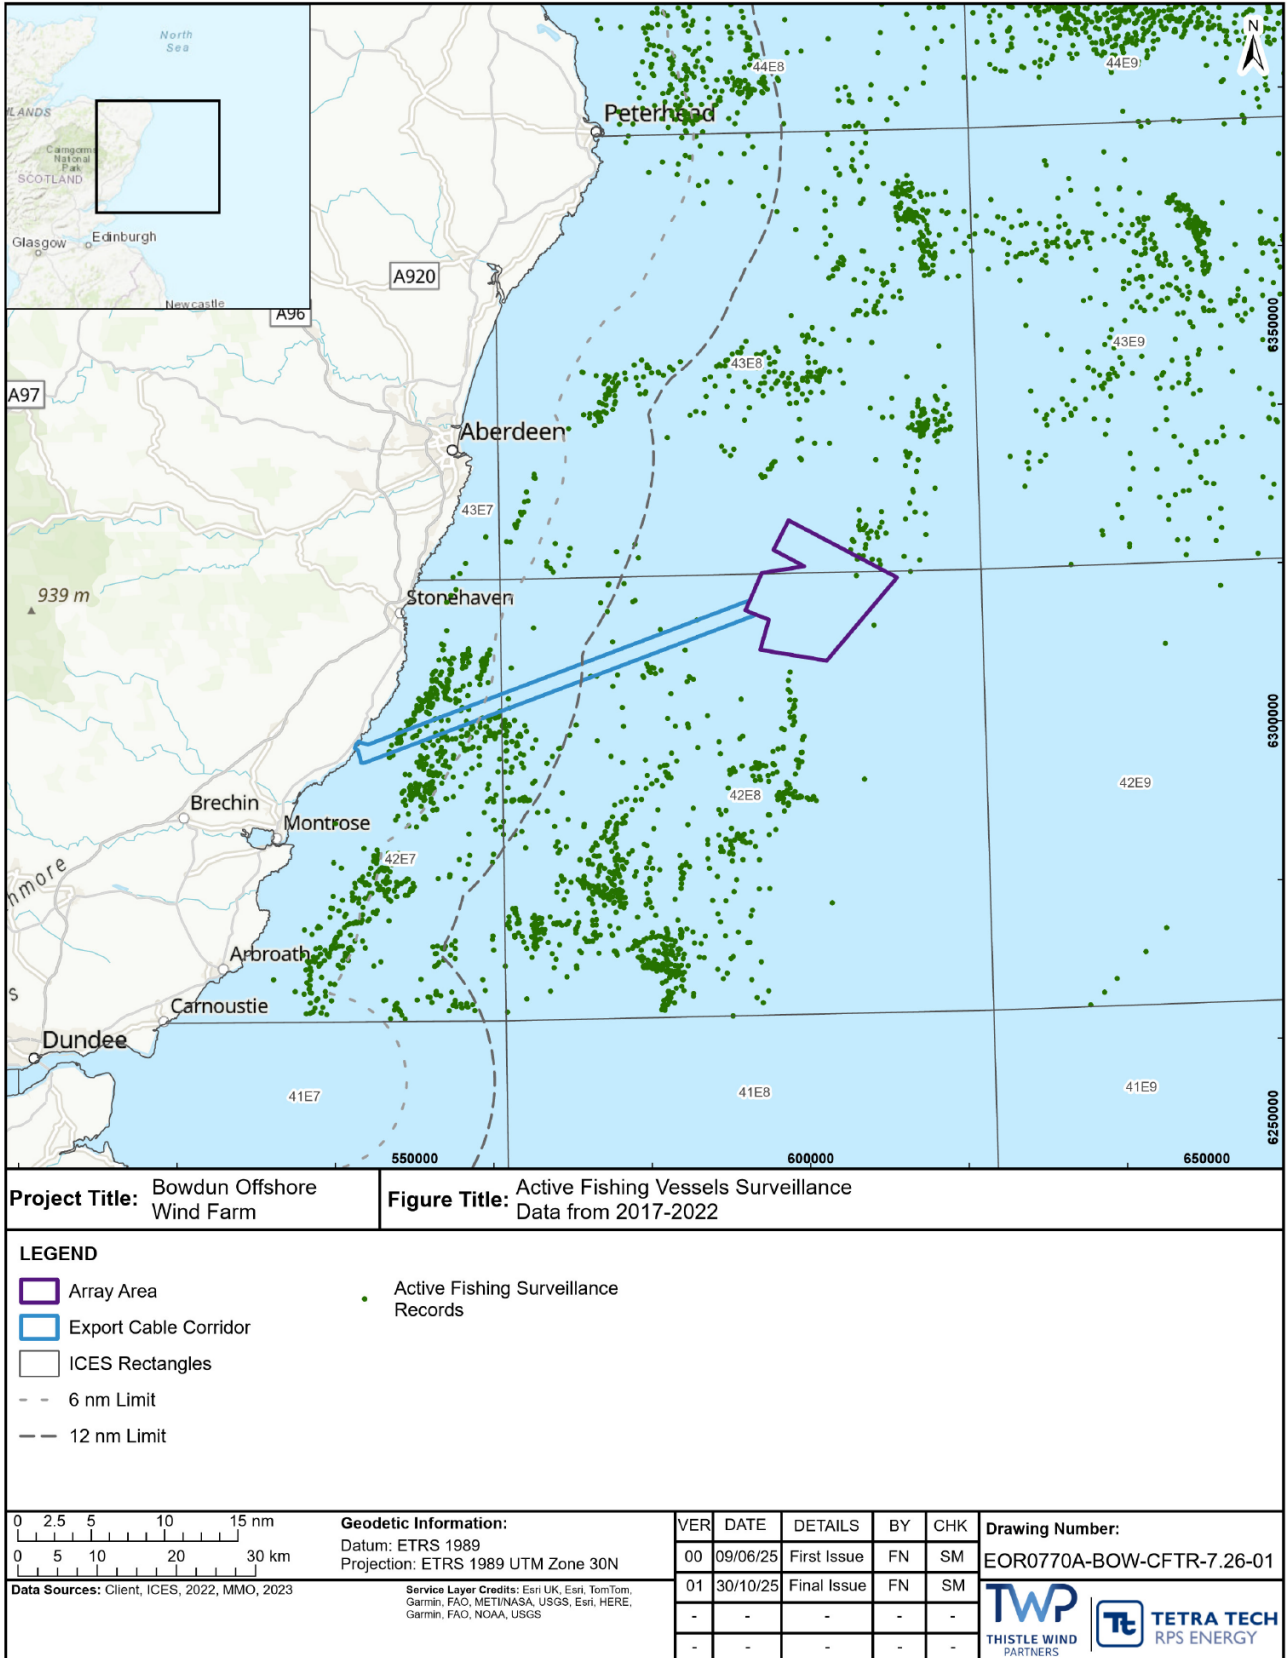 North
Sea
N
LANDS
Cairngorms
National
Park
SCOTLAND
Glasgow
Edinburgh
Newcastle
44E8
44E9
Peterhead
A920
A96
A97
43E8
43E9
6350000
Aberdeen
43E7
939 m
Stonehaven
6300000
42E8
42E9
Brechin
Montrose
42E7
nmore
Arbroath
s
Carnoustie
Dundee
41E7
41E8
41E9
6250000
550000
600000
650000
Project Title: Bowdun Offshore
Wind Farm
Figure Title: Active Fishing Vessels Surveillance
Data from 2017-2022
LEGEND
Array Area
Export Cable Corridor
ICES Rectangles
6 nm Limit
12 nm Limit
Active Fishing Surveillance
Records
0 2.5 5 10 15 nm
0 5 10 20 30 km
Geodetic Information:
Datum: ETRS 1989
Projection: ETRS 1989 UTM Zone 30N
Data Sources: Client, ICES, 2022, MMO, 2023
Service Layer Credits: Esri UK, Esri, TomTom,
Garmin, FAO, METI/NASA, USGS, Esri, HERE,
Garmin, FAO, NOAA, USGS
VER DATE DETAILS BY CHK
00 09/06/25 First Issue FN SM
01 30/10/25 Final Issue FN SM
- - - - -
- - - - -
Drawing Number:
EOR0770A-BOW-CFTR-7.26-01
TWP
THISTLE WIND
PARTNERS
Tt
TETRA TECH
RPS ENERGY